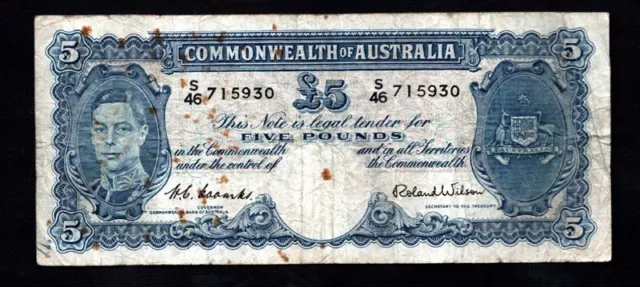 5 COMMONWEALTH OF AUSTRALIA 5
S/46 715930 £5 S/46 715930
This Note is legal tender for
FIVE POUNDS
in the Commonwealth and in all Territories
under the control of the Commonwealth.
H.C. Coombs Roland Wilson
GOVERNOR SECRETARY TO THE TREASURY
COMMONWEALTH BANK OF AUSTRALIA
5 5